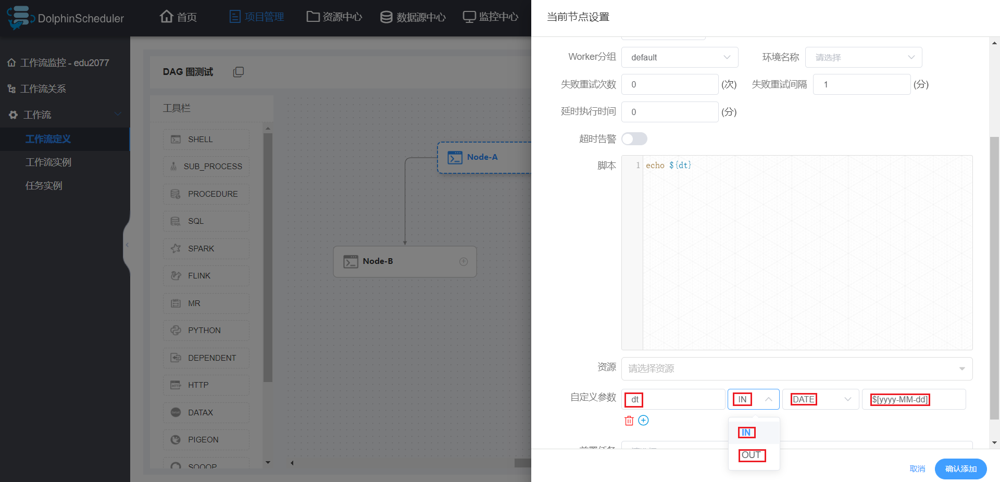 DolphinScheduler
首页
项目管理
资源中心
数据源中心
监控中心
工作流监控 - edu2077
工作流关系
工作流
工作流定义
工作流实例
任务实例
DAG 图测试
工具栏
SHELL
SUB_PROCESS
PROCEDURE
SQL
SPARK
FLINK
MR
PYTHON
DEPENDENT
HTTP
DATAX
PIGEON
SQOOP
Node-A
Node-B
当前节点设置
Worker分组 default 环境名称 请选择
失败重试次数 0 (次) 失败重试间隔 1 (分)
延时执行时间 0 (分)
超时告警
脚本 1 echo ${dt}
资源 请选择资源
自定义参数 dt IN DATE $[yyyy-MM-dd]
IN
OUT
取消 确认添加